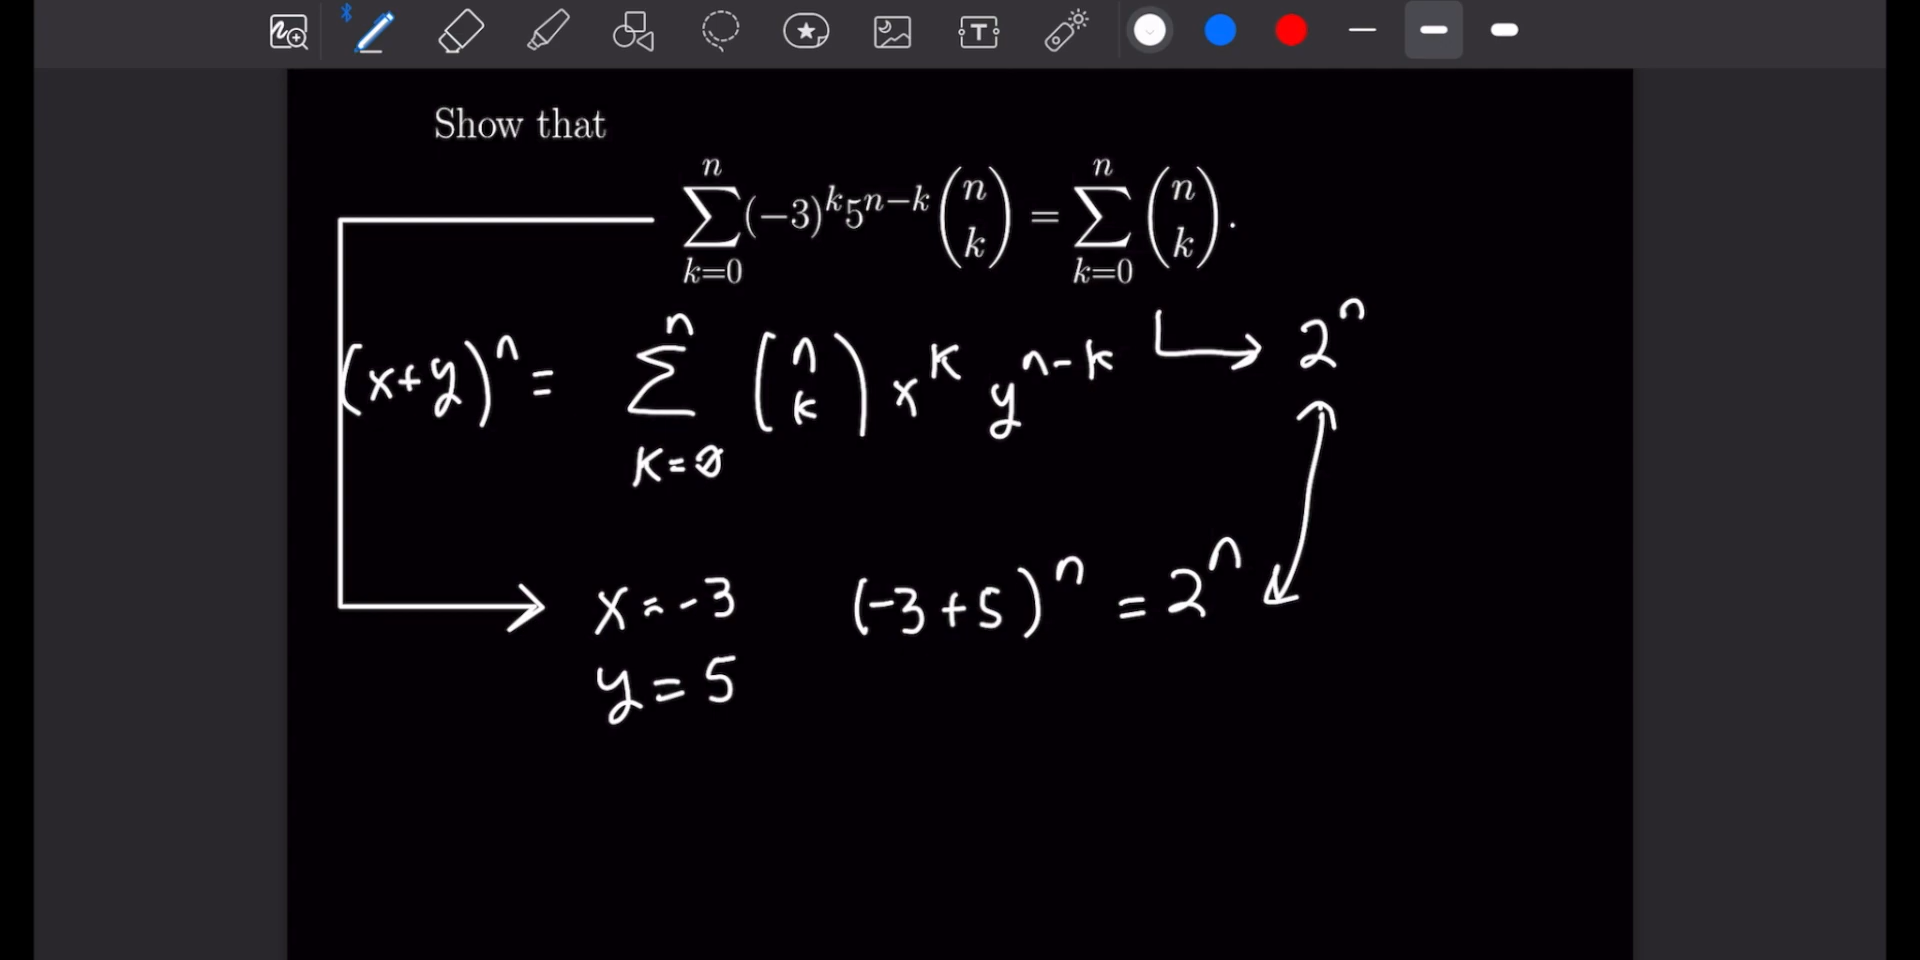 Show that
\sum_{k=0}^{n} (-3)^k 5^{n-k} \binom{n}{k} = \sum_{k=0}^{n} \binom{n}{k}.
↳ 2^n
(x+y)^n = \sum_{k=0}^{n} \binom{n}{k} x^k y^{n-k}
x = -3 (-3+5)^n = 2^n
y = 5